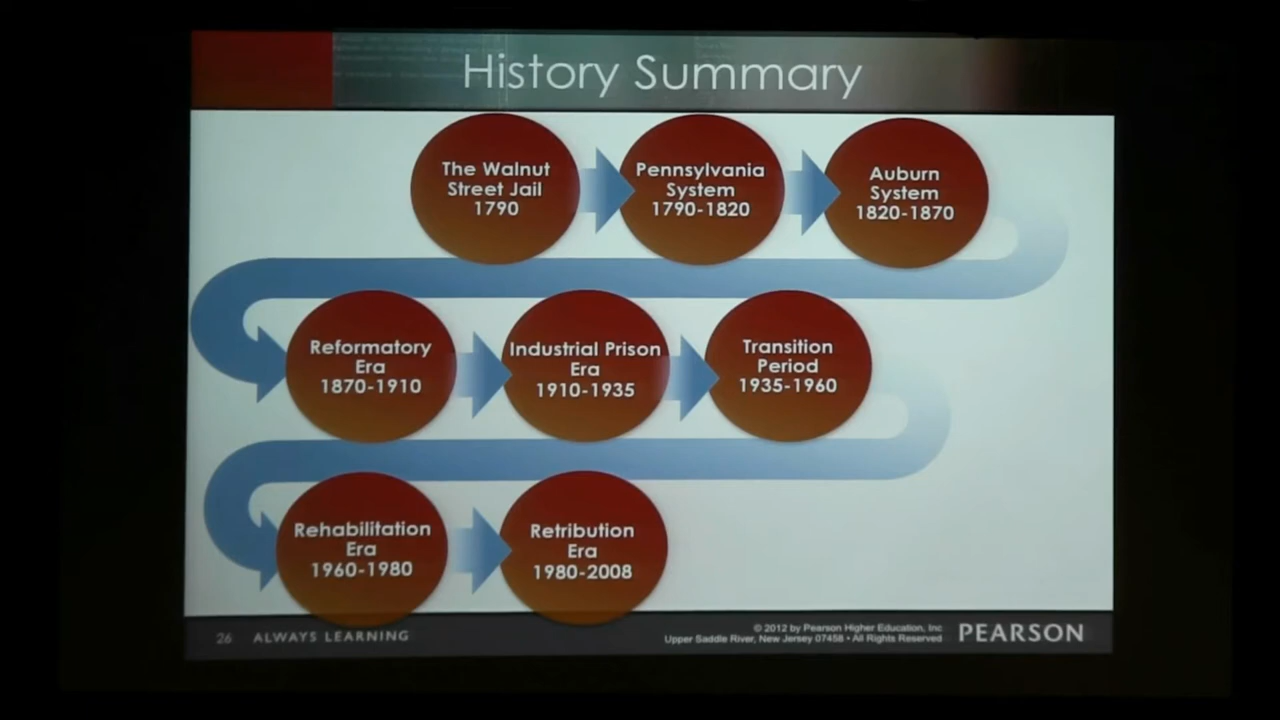 History Summary
The Walnut
Street Jail
1790
Pennsylvania
System
1790-1820
Auburn
System
1820-1870
Reformatory
Era
1870-1910
Industrial Prison
Era
1910-1935
Transition
Period
1935-1960
Rehabilitation
Era
1960-1980
Retribution
Era
1980-2008
26 ALWAYS LEARNING
© 2012 by Pearson Higher Education, Inc
Upper Saddle River, New Jersey 07458 • All Rights Reserved
PEARSON